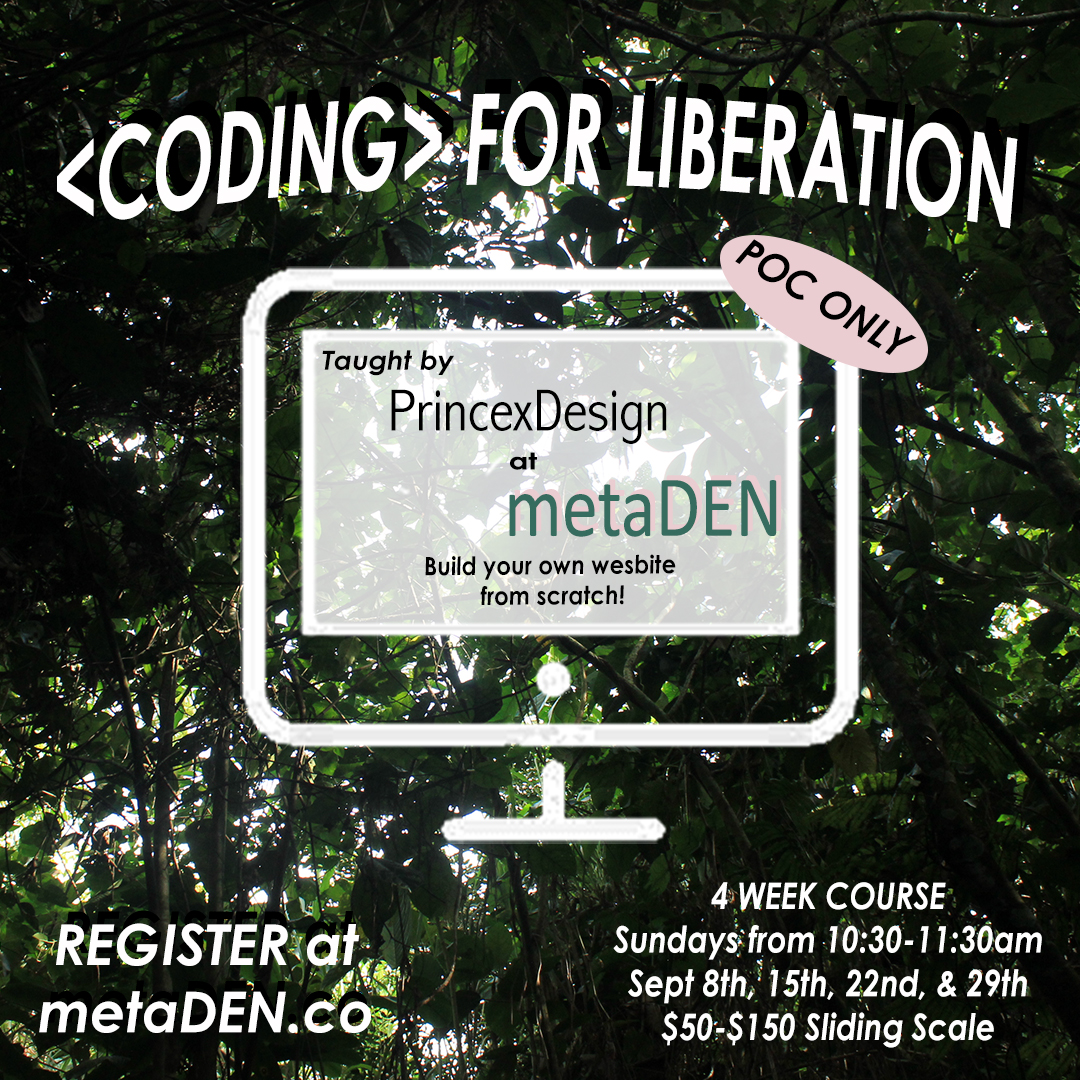 <CODING> FOR LIBERATION
POC ONLY
Taught by
PrincexDesign
at
metaDEN
Build your own wesbite
from scratch!
4 WEEK COURSE
Sundays from 10:30-11:30am
Sept 8th, 15th, 22nd, & 29th
$50-$150 Sliding Scale
REGISTER at
metaDEN.co